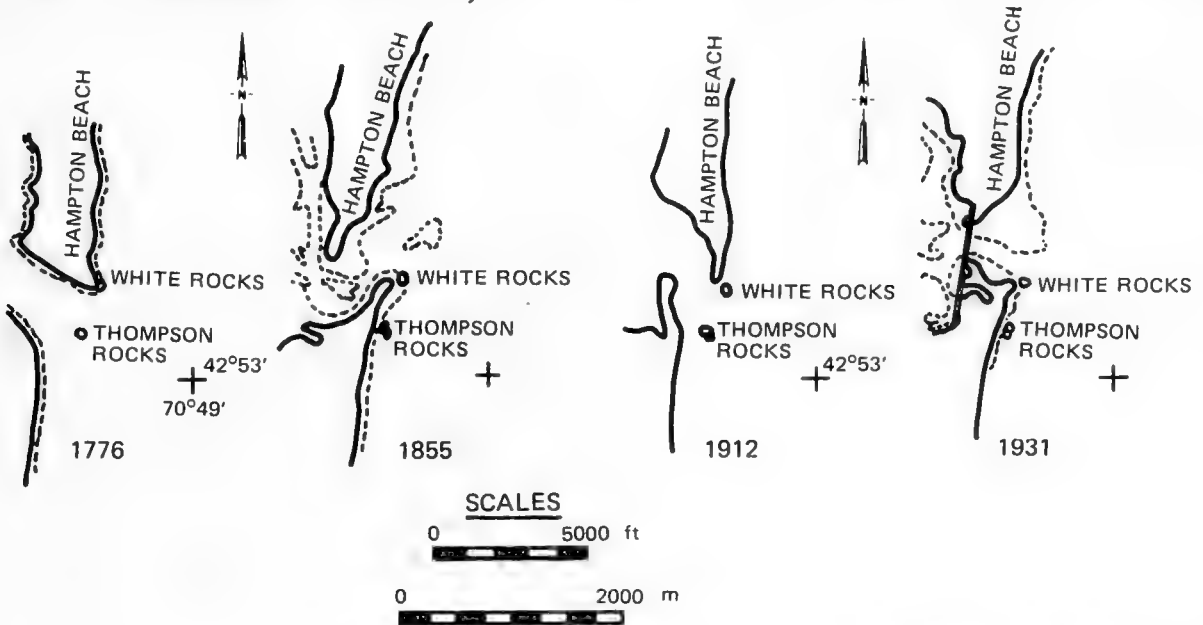 HAMPTON BEACH
N
WHITE ROCKS
THOMPSON
ROCKS
42°53'
70°49'
1776
HAMPTON BEACH
WHITE ROCKS
THOMPSON
ROCKS
1855
HAMPTON BEACH
WHITE ROCKS
THOMPSON
ROCKS
42°53'
1912
N
HAMPTON BEACH
WHITE ROCKS
THOMPSON
ROCKS
1931
SCALES
0 5000 ft
0 2000 m